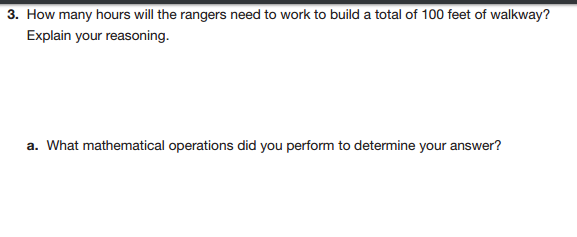 3. How many hours will the rangers need to work to build a total of 100 feet of walkway?
Explain your reasoning.
a. What mathematical operations did you perform to determine your answer?